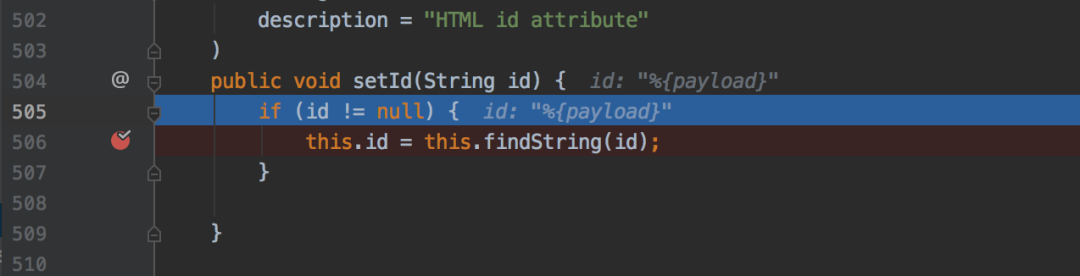 502 description = "HTML id attribute"
503 )
504 @ public void setId(String id) { id: "%{payload}"
505 if (id != null) { id: "%{payload}"
506 this.id = this.findString(id);
507 }
508
509 }
510